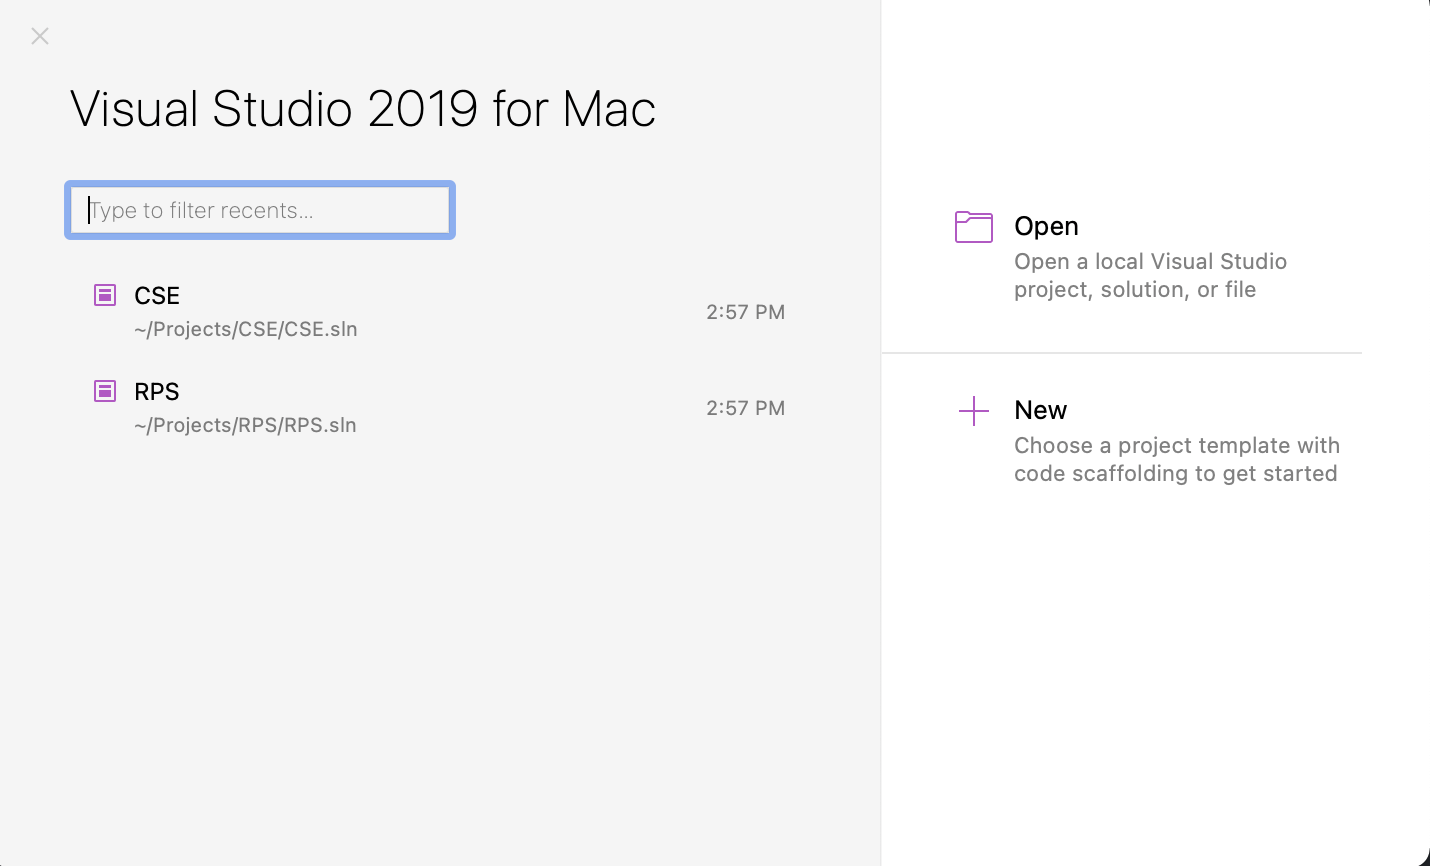 Visual Studio 2019 for Mac
Type to filter recents...
CSE
~/Projects/CSE/CSE.sln
2:57 PM
RPS
~/Projects/RPS/RPS.sln
2:57 PM
Open
Open a local Visual Studio
project, solution, or file
New
Choose a project template with
code scaffolding to get started